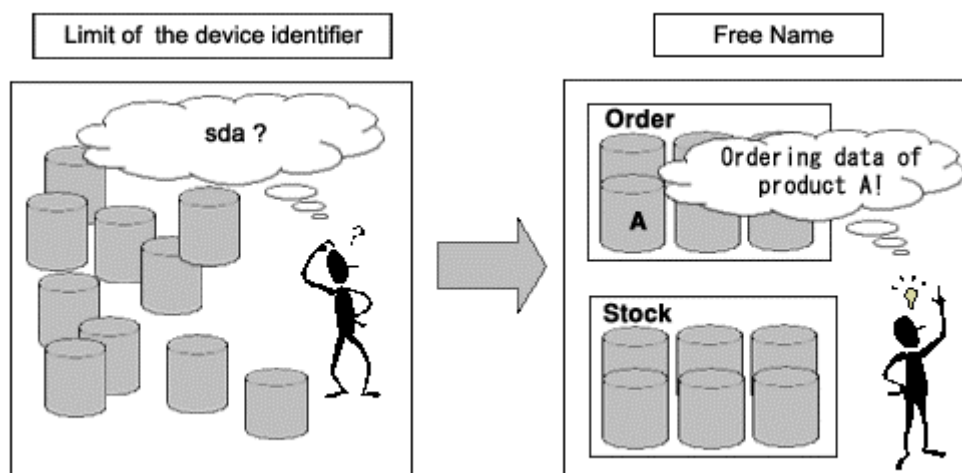 Limit of the device identifier
Free Name
sda ?
?
Order
Ordering data of
product A!
A
Stock